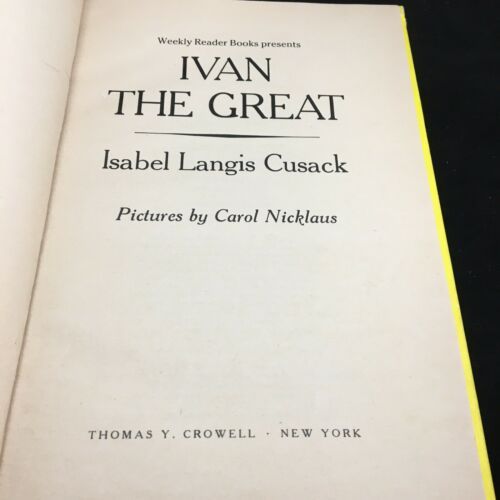 Weekly Reader Books presents
IVAN
THE GREAT
Isabel Langis Cusack
Pictures by Carol Nicklaus
THOMAS Y. CROWELL · NEW YORK